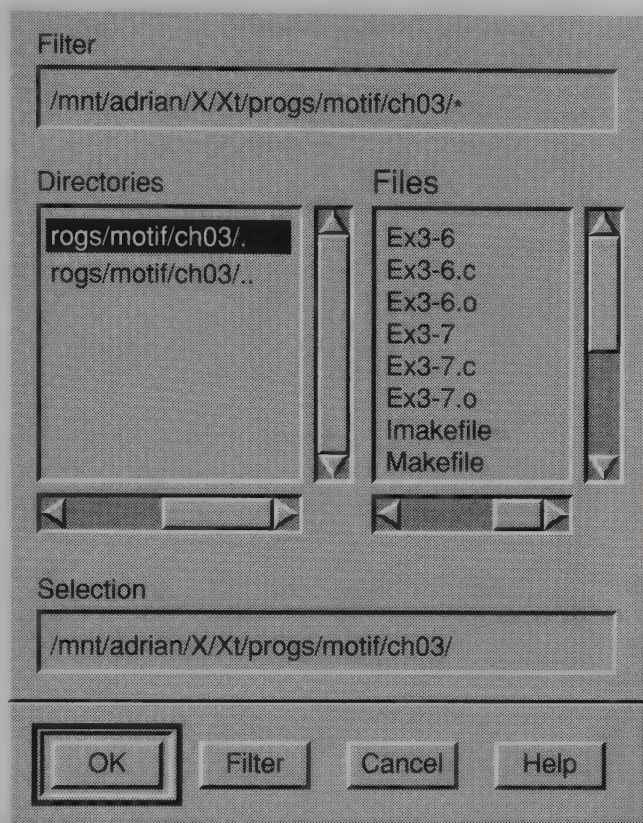 Filter
/mnt/adrian/X/Xt/progs/motif/ch03/*
Directories
rogs/motif/ch03/.
rogs/motif/ch03/..
Files
Ex3-6
Ex3-6.c
Ex3-6.o
Ex3-7
Ex3-7.c
Ex3-7.o
Imakefile
Makefile
Selection
/mnt/adrian/X/Xt/progs/motif/ch03/
OK
Filter
Cancel
Help